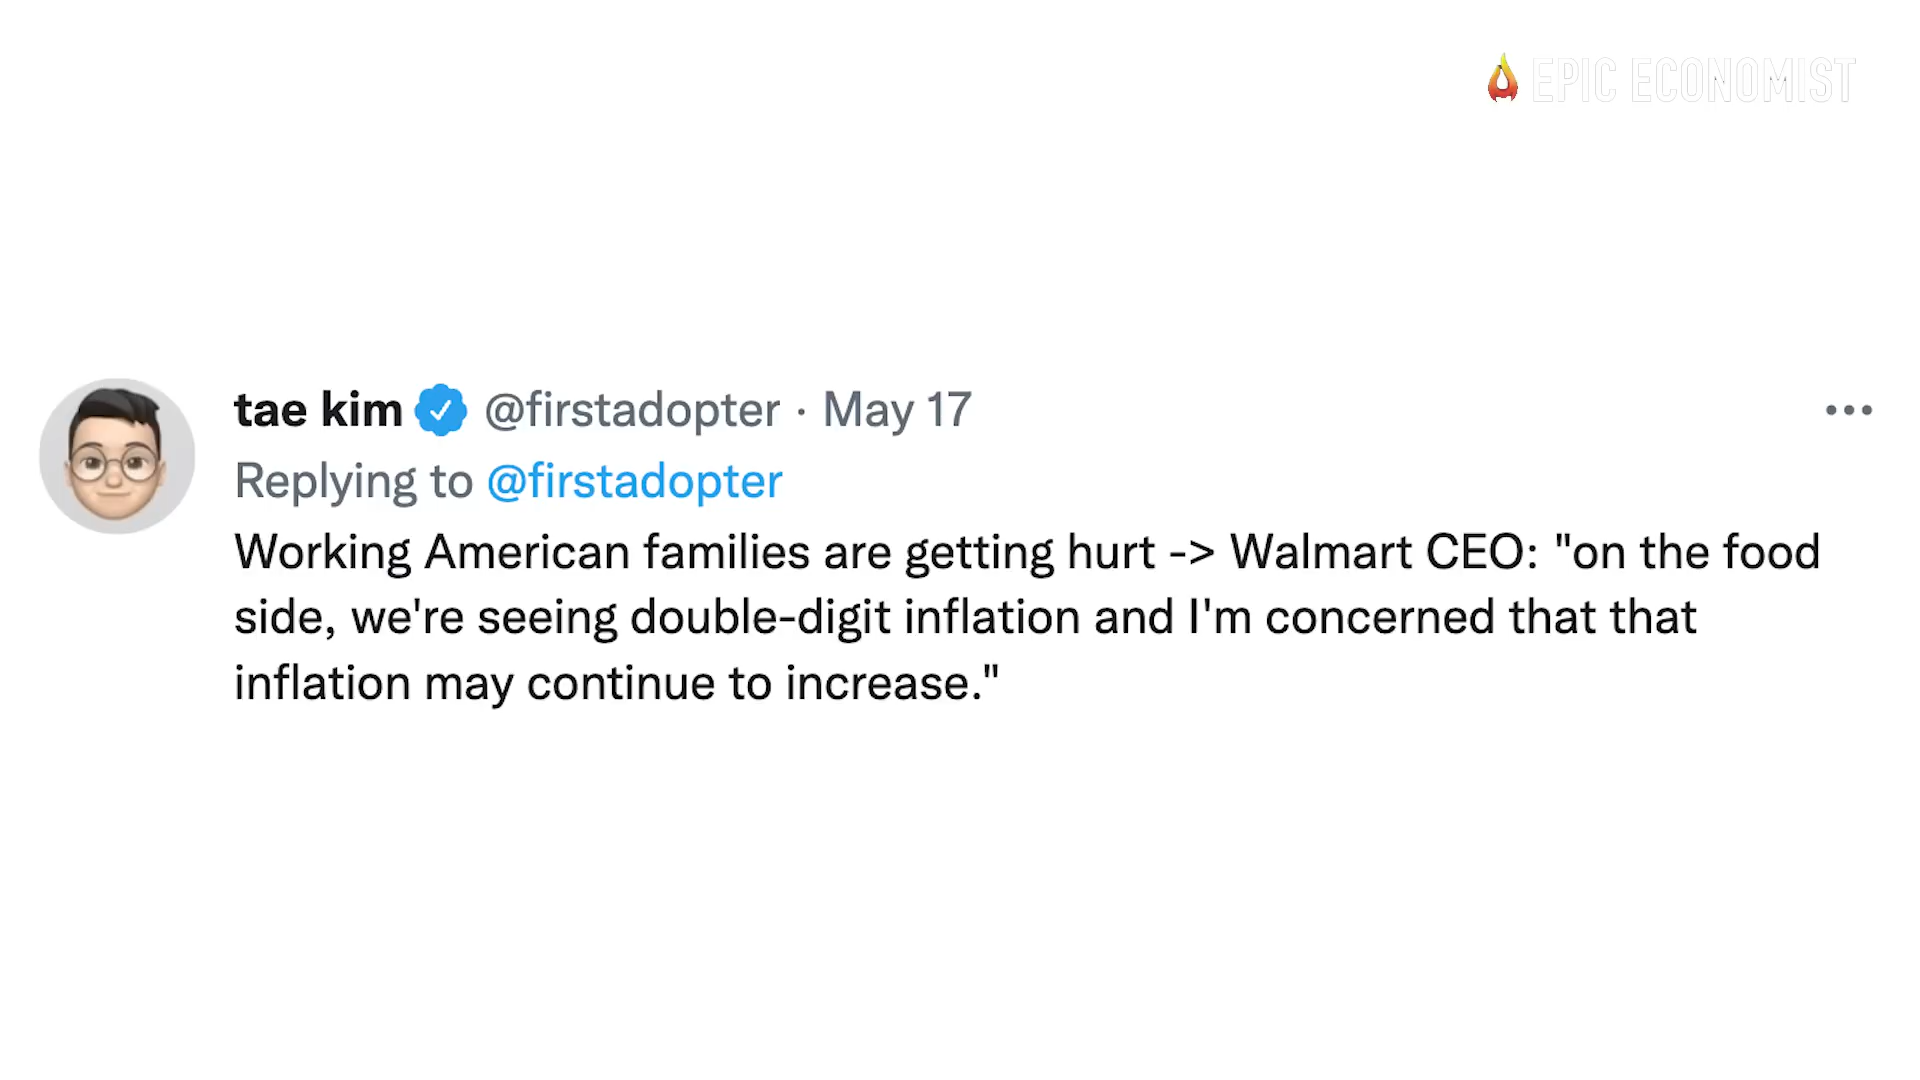 EPIC ECONOMIST
tae kim @firstadopter · May 17
Replying to @firstadopter
Working American families are getting hurt -> Walmart CEO: "on the food
side, we're seeing double-digit inflation and I'm concerned that that
inflation may continue to increase."